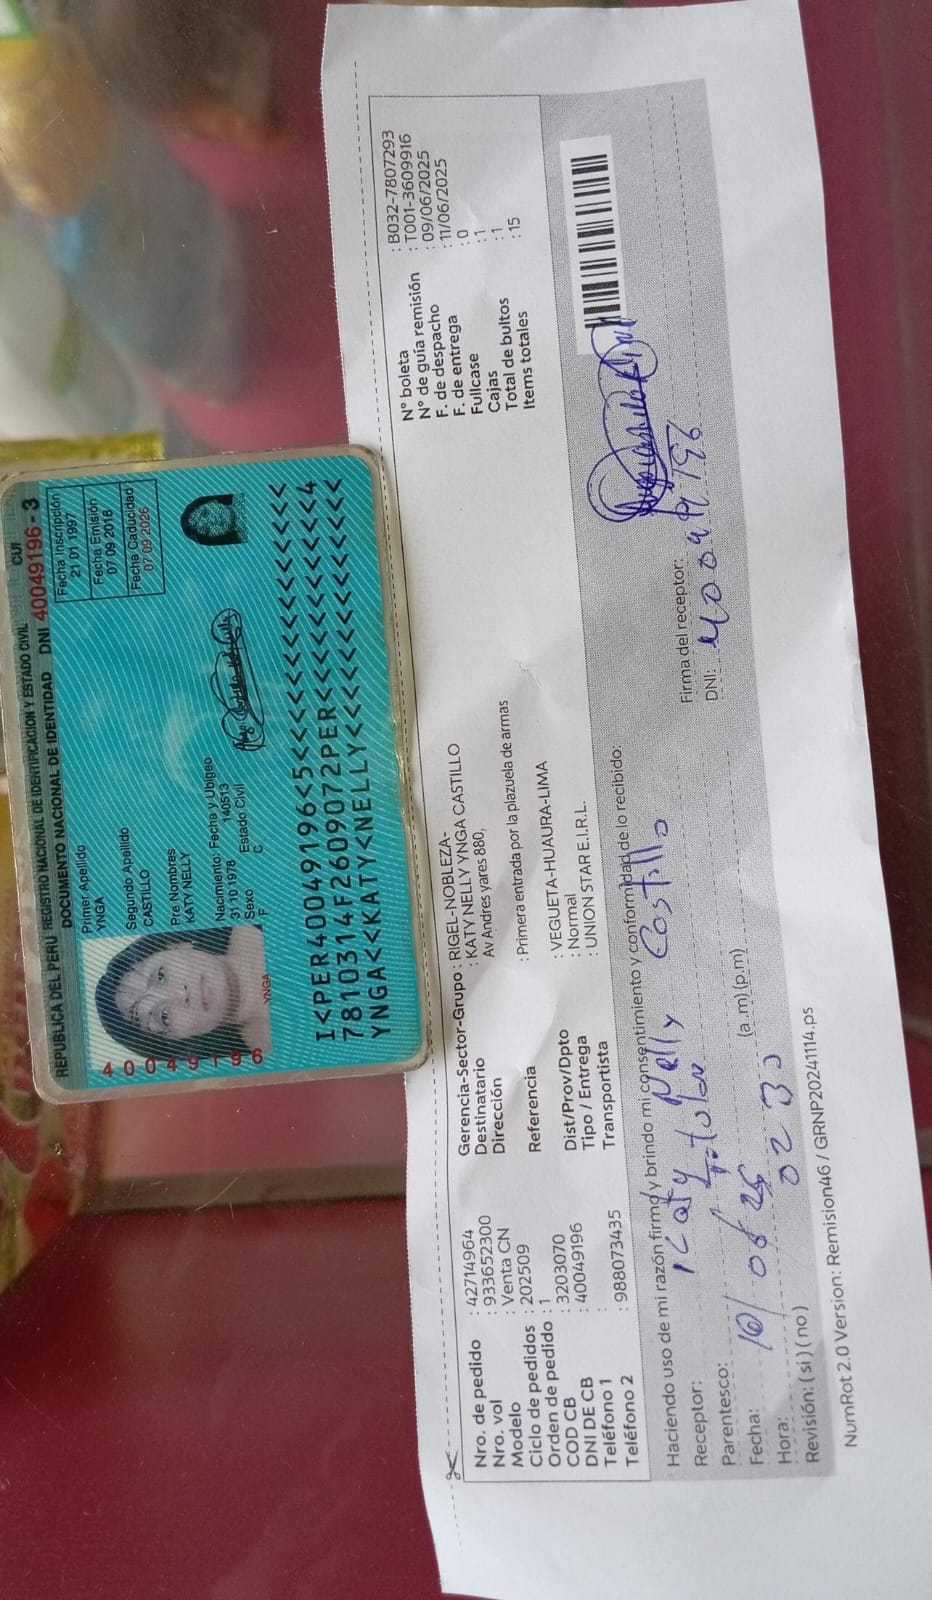 REPUBLICA DEL PERU REGISTRO NACIONAL DE IDENTIFICACION Y ESTADO CIVIL
CUI
DOCUMENTO NACIONAL DE IDENTIDAD DNI 40049196 - 3
Primer Apellido
YNGA
Segundo Apellido
CASTILLO
Pre Nombres
KATY NELLY
Nacimiento: Fecha y Ubigeo
31 10 1978 140513
Sexo Estado Civil
F C
Fecha Inscripción
21 01 1997
Fecha Emisión
07 09 2018
Fecha Caducidad
07 09 2026
40049196
YNGA
I<PER40049196<5<<<<<<<<<<<<<<<
7810314F2609072PER<<<<<<<<<<<4
YNGA<<KATY<NELLY<<<<<<<<<<<<<<
Nro. de pedido : 42714964
Nro. vol : 933652300
Modelo : Venta CN
Ciclo de pedidos : 202509
Orden de pedido : 1
COD CB : 3203070
DNI DE CB : 40049196
Teléfono 1 :
Teléfono 2 : 988073435
Gerencia-Sector-Grupo : RIGEL-NOBLEZA-
Destinatario : KATY NELLY YNGA CASTILLO
Dirección Av Andres yares 880,
Referencia : Primera entrada por la plazuela de armas
Dist/Prov/Dpto : VEGUETA-HUAURA-LIMA
Tipo / Entrega : Normal
Transportista : UNION STAR E.I.R.L.
N° boleta : B032-7807293
N° de guía remisión : T001-3609916
F. de despacho : 09/06/2025
F. de entrega : 11/06/2025
Fullcase : 0
Cajas : 1
Total de bultos : 1
Items totales : 15
Haciendo uso de mi razón firmo y brindo mi consentimiento y conformidad de lo recibido:
Receptor: Katy Nelly Castillo
Parentesco: Titular
Fecha: 10/06/25
Hora: 02 30 (a.m) (p.m)
Revisión: ( si ) ( no )
Firma del receptor:
DNI: 40049196
NumRot 2.0 Version: Remision46 / GRNP20241114.ps